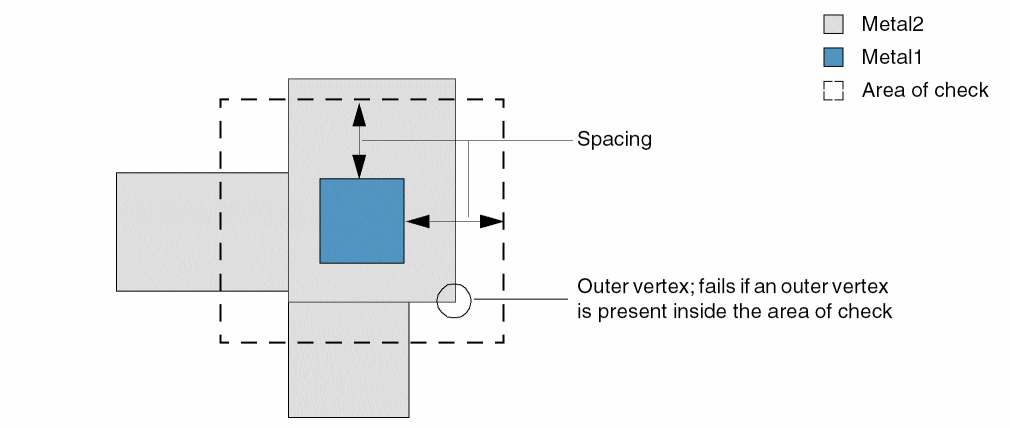 Metal2
Metal1
Area of check
Spacing
Outer vertex; fails if an outer vertex
is present inside the area of check